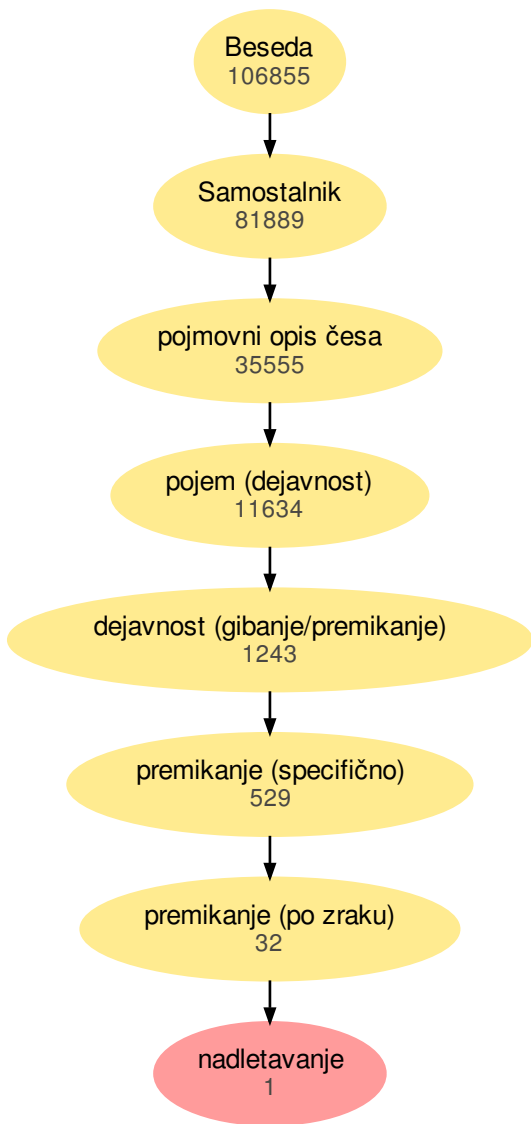 Beseda
106855
Samostalnik
81889
pojmovni opis česa
35555
pojem (dejavnost)
11634
dejavnost (gibanje/premikanje)
1243
premikanje (specifično)
529
premikanje (po zraku)
32
nadletavanje
1